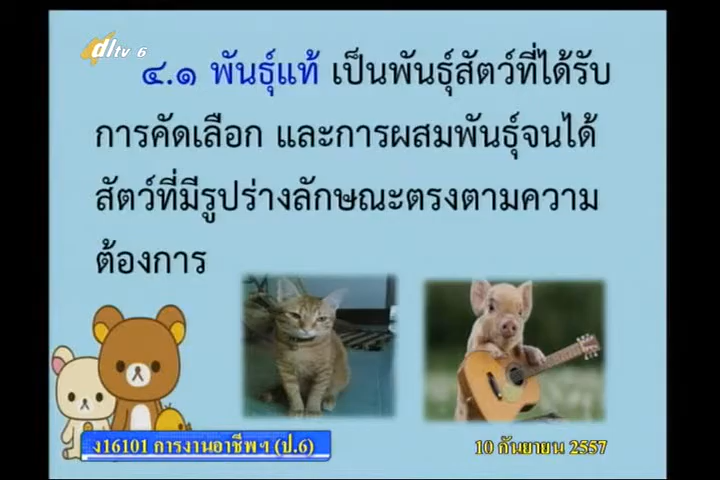 dltv 6
๔.๑ พันธุ์แท้ เป็นพันธุ์สัตว์ที่ได้รับ
การคัดเลือก และการผสมพันธุ์จนได้
สัตว์ที่มีรูปร่างลักษณะตรงตามความ
ต้องการ
ง16101 การงานอาชีพฯ (ป.6)
10 กันยายน 2557